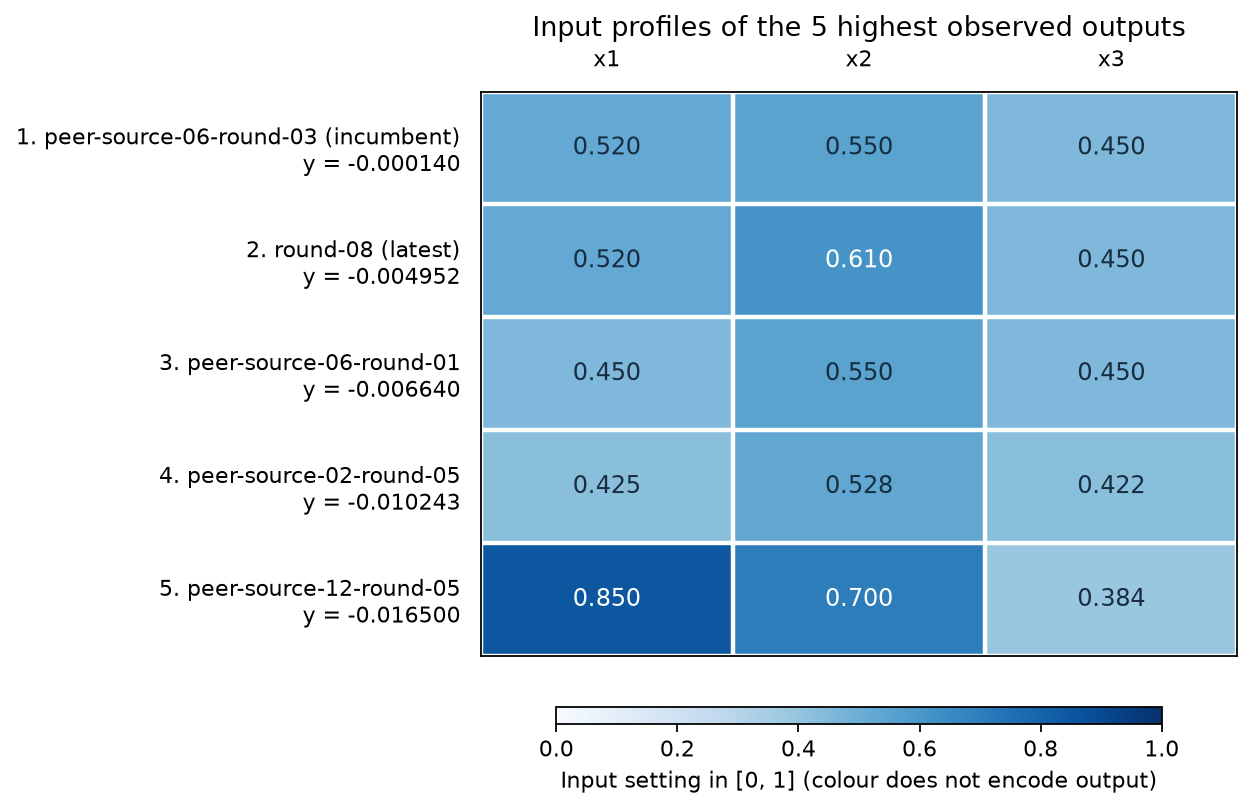 Input profiles of the 5 highest observed outputs
x1 x2 x3
1. peer-source-06-round-03 (incumbent)
y = -0.000140
0.520 0.550 0.450
2. round-08 (latest)
y = -0.004952
0.520 0.610 0.450
3. peer-source-06-round-01
y = -0.006640
0.450 0.550 0.450
4. peer-source-02-round-05
y = -0.010243
0.425 0.528 0.422
5. peer-source-12-round-05
y = -0.016500
0.850 0.700 0.384
0.0 0.2 0.4 0.6 0.8 1.0
Input setting in [0, 1] (colour does not encode output)